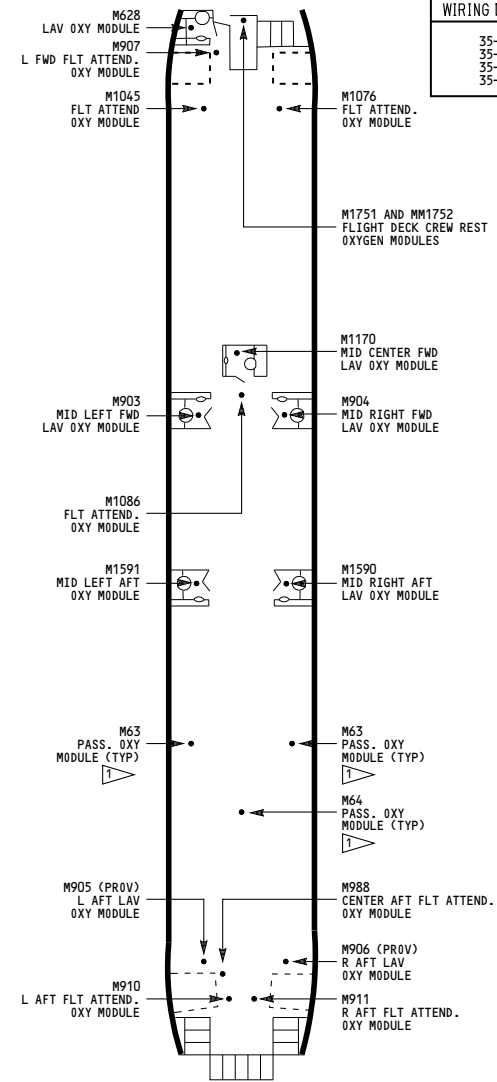 M628
LAV OXY MODULE
M907
L FWD FLT ATTEND.
OXY MODULE
M1045
FLT ATTEND
OXY MODULE
WIRING
35-
35-
35-
35-
M1076
FLT ATTEND.
OXY MODULE
M1751 AND MM1752
FLIGHT DECK CREW REST
OXYGEN MODULES
M1170
MID CENTER FWD
LAV OXY MODULE
M903
MID LEFT FWD
LAV OXY MODULE
M904
MID RIGHT FWD
LAV OXY MODULE
M1086
FLT ATTEND.
OXY MODULE
M1591
MID LEFT AFT
OXY MODULE
M1590
MID RIGHT AFT
LAV OXY MODULE
M63
PASS. OXY
MODULE (TYP)
1
M63
PASS. OXY
MODULE (TYP)
1
M64
PASS. OXY
MODULE (TYP)
1
M905 (PROV)
L AFT LAV
OXY MODULE
M988
CENTER AFT FLT ATTEND.
OXY MODULE
M906 (PROV)
R AFT LAV
OXY MODULE
M910
L AFT FLT ATTEND.
OXY MODULE
M911
R AFT FLT ATTEND.
OXY MODULE